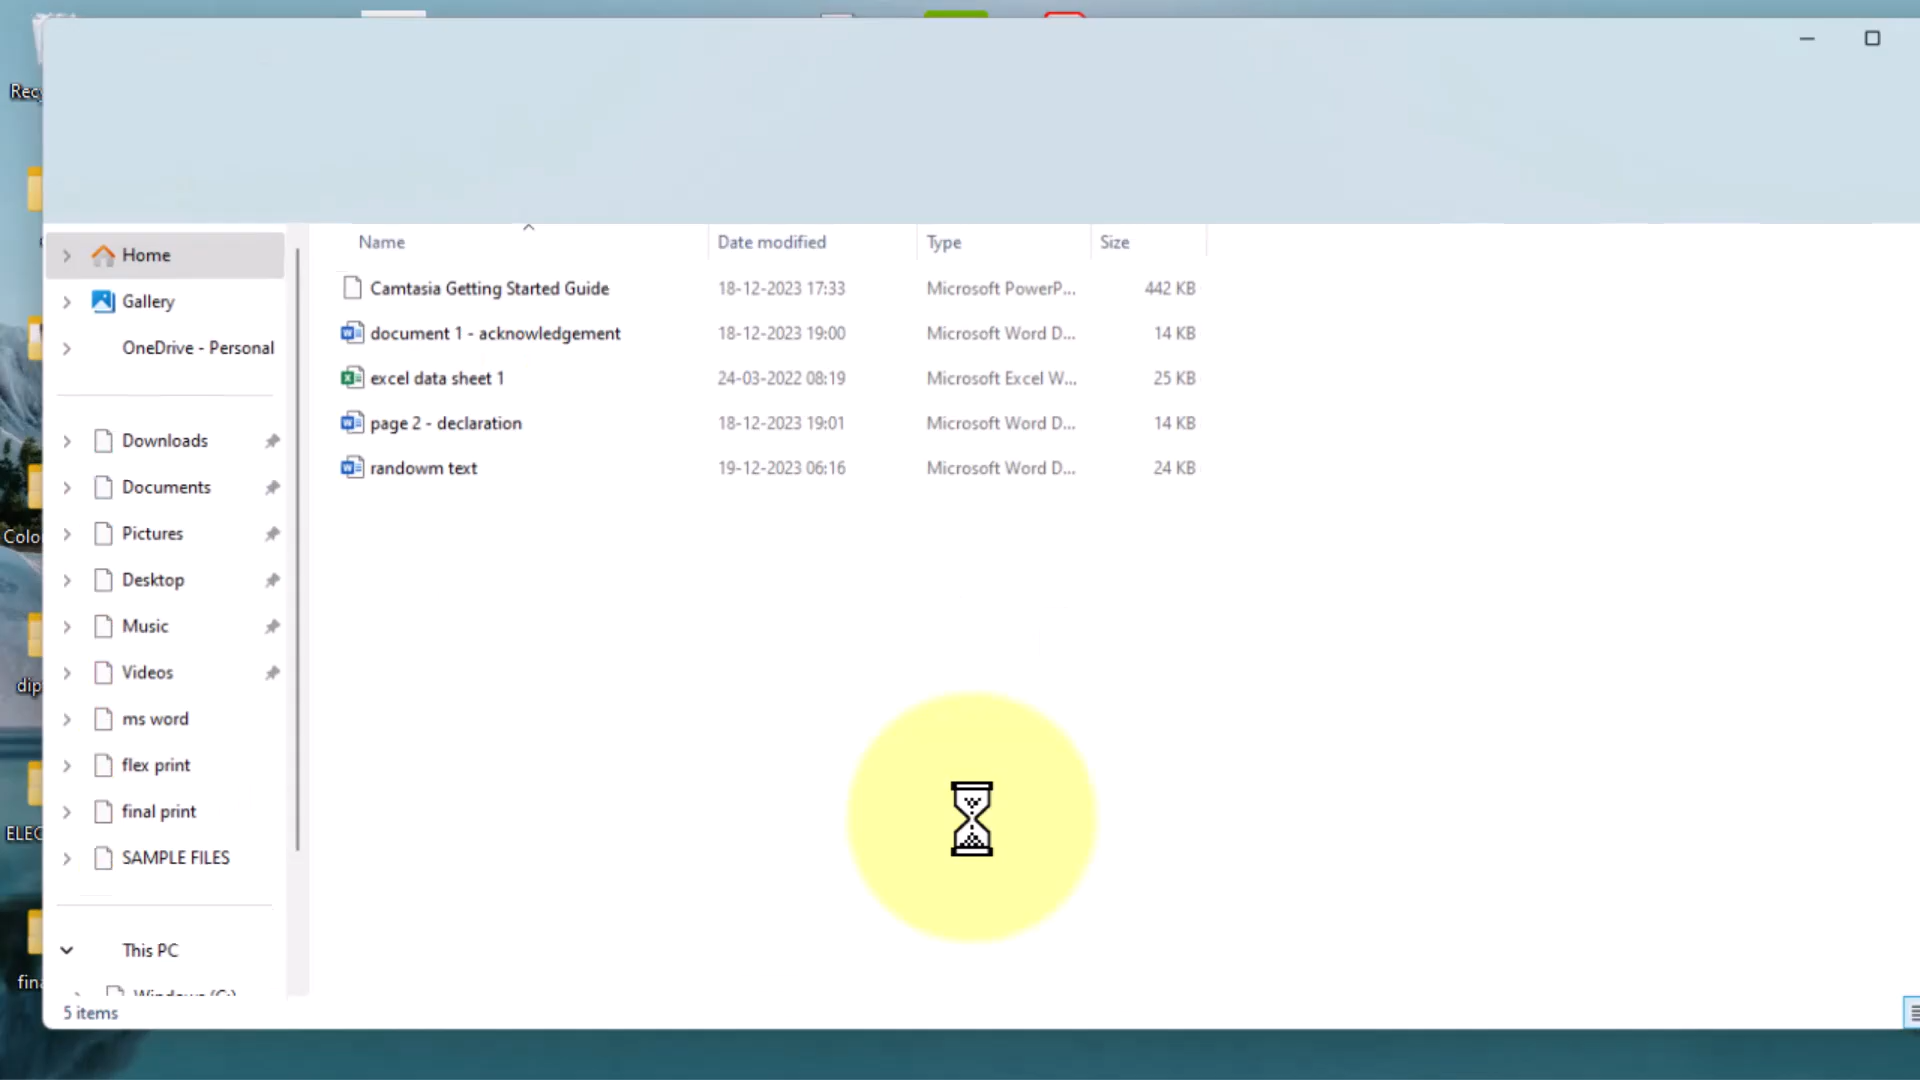 Rec
Home
Gallery
OneDrive - Personal
Downloads
Documents
Pictures
Desktop
Music
Videos
ms word
flex print
final print
SAMPLE FILES
This PC
Windows (C:)
5 items
Name Date modified Type Size
Camtasia Getting Started Guide 18-12-2023 17:33 Microsoft PowerP... 442 KB
document 1 - acknowledgement 18-12-2023 19:00 Microsoft Word D... 14 KB
excel data sheet 1 24-03-2022 08:19 Microsoft Excel W... 25 KB
page 2 - declaration 18-12-2023 19:01 Microsoft Word D... 14 KB
randowm text 19-12-2023 06:16 Microsoft Word D... 24 KB
Colo
dip
ELEC
fina